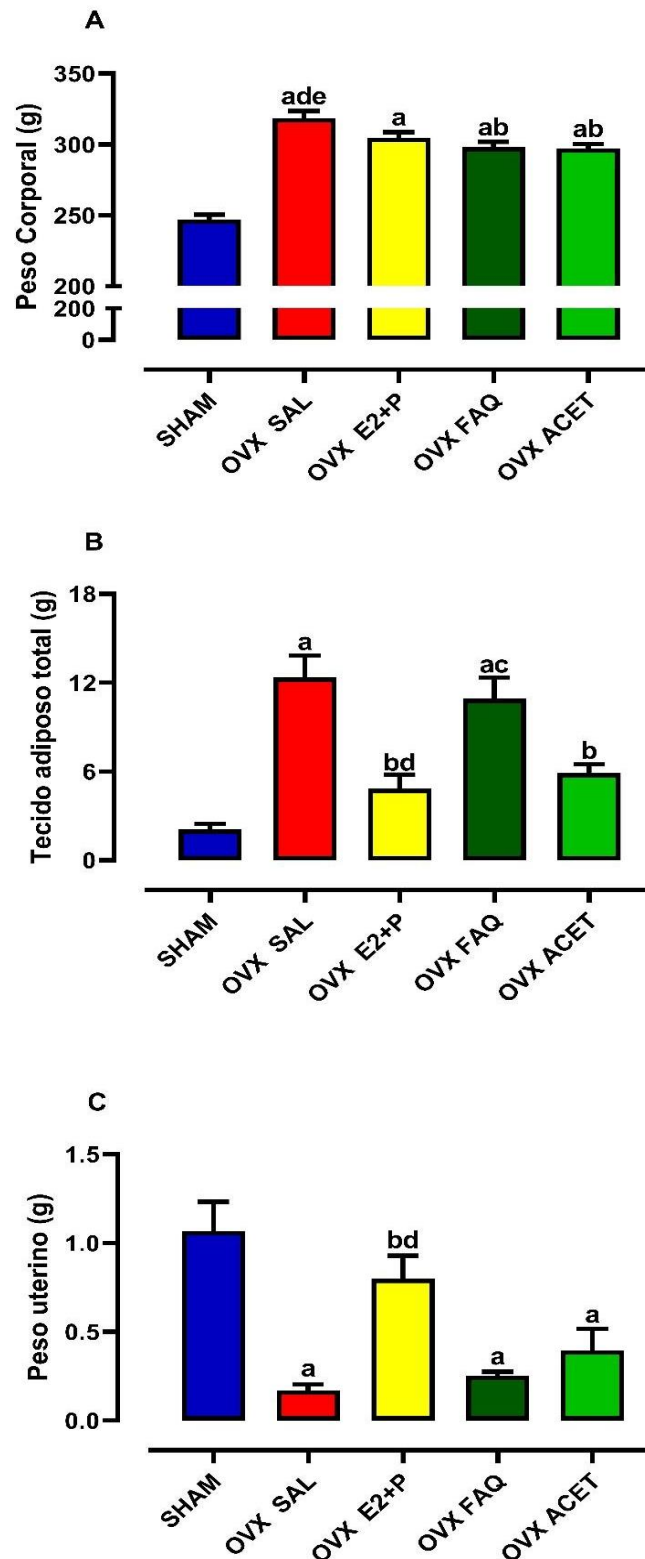 A
Peso Corporal (g)
350
300
250
200
200
0
ade
a
ab
ab
SHAM
OVX SAL
OVX E2+P
OVX FAQ
OVX ACET
B
Tecido adiposo total (g)
18
12
6
0
a
bd
ac
b
SHAM
OVX SAL
OVX E2+P
OVX FAQ
OVX ACET
C
Peso uterino (g)
1.5
1.0
0.5
0.0
a
bd
a
a
SHAM
OVX SAL
OVX E2+P
OVX FAQ
OVX ACET